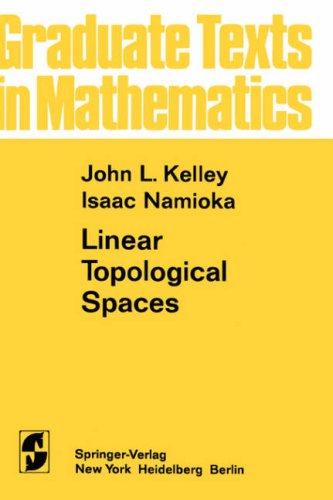 Graduate Texts
in Mathematics
John L. Kelley
Isaac Namioka
Linear
Topological
Spaces
Springer-Verlag
New York Heidelberg Berlin